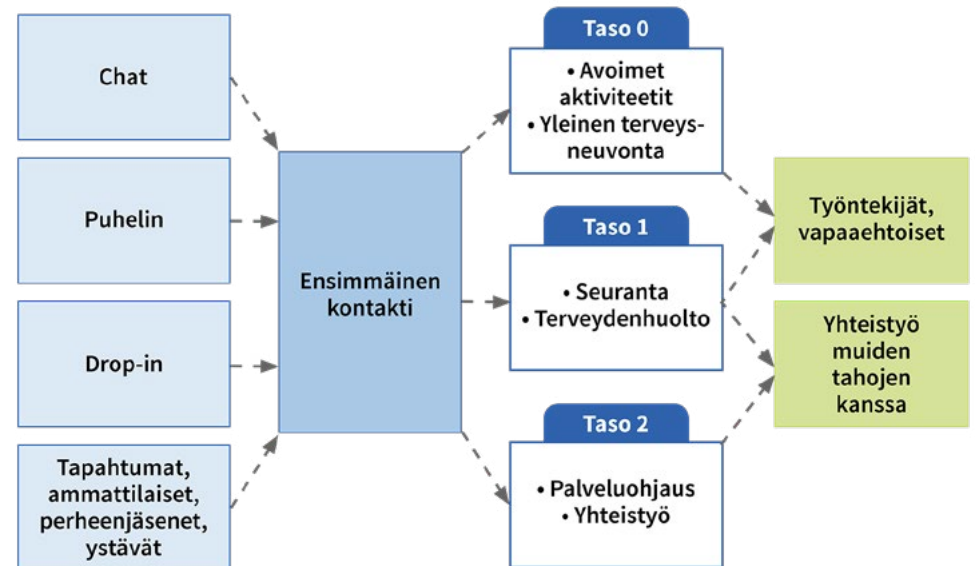 Chat
Puhelin
Drop-in
Tapahtumat,
ammattilaiset,
perheenjäsenet,
ystävät
Ensimmäinen
kontakti
Taso 0
• Avoimet
aktiviteetit
• Yleinen terveys-
neuvonta
Taso 1
• Seuranta
• Terveydenhuolto
Taso 2
• Palveluohjaus
• Yhteistyö
Työntekijät,
vapaaehtoiset
Yhteistyö
muiden
tahojen
kanssa